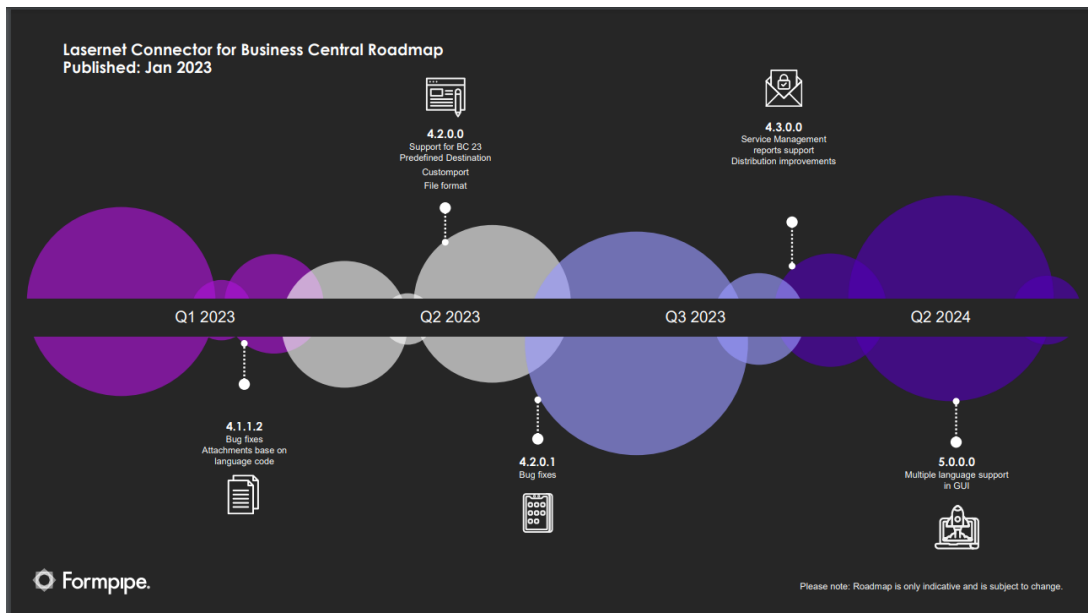 Lasernet Connector for Business Central Roadmap
Published: Jan 2023
4.2.0.0
Support for BC 23
Predefined Destination
Customport
File format
4.3.0.0
Service Management
reports support
Distribution improvements
Q1 2023
Q2 2023
Q3 2023
Q2 2024
4.1.1.2
Bug fixes
Attachments base on
language code
4.2.0.1
Bug fixes
5.0.0.0
Multiple language support
in GUI
Formpipe.
Please note: Roadmap is only indicative and is subject to change.